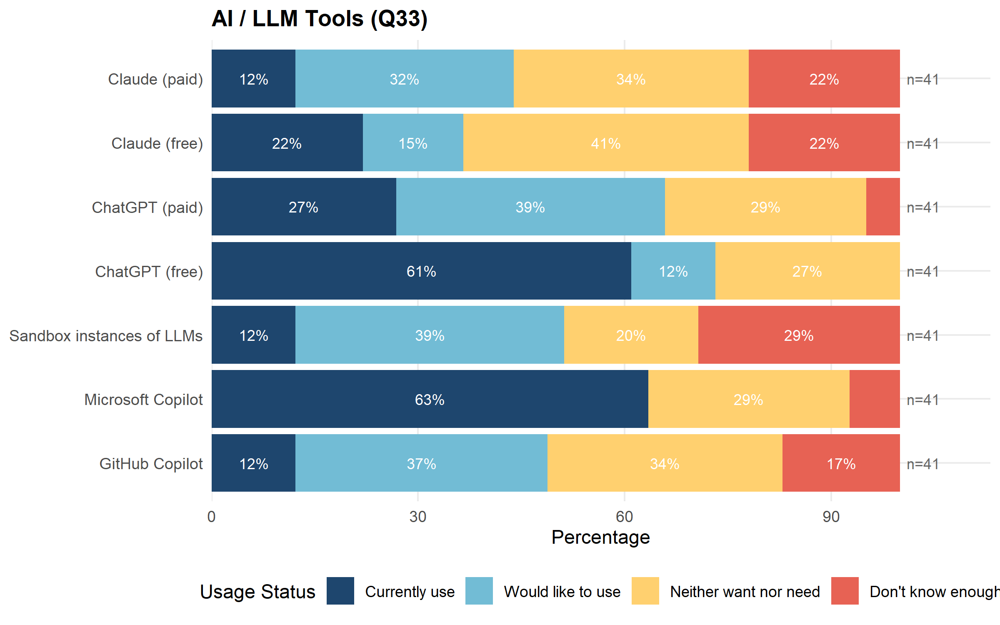 AI / LLM Tools (Q33)
Claude (paid) 12% 32% 34% 22% n=41
Claude (free) 22% 15% 41% 22% n=41
ChatGPT (paid) 27% 39% 29% n=41
ChatGPT (free) 61% 12% 27% n=41
Sandbox instances of LLMs 12% 39% 20% 29% n=41
Microsoft Copilot 63% 29% n=41
GitHub Copilot 12% 37% 34% 17% n=41
0 30 60 90
Percentage
Usage Status Currently use Would like to use Neither want nor need Don't know enough